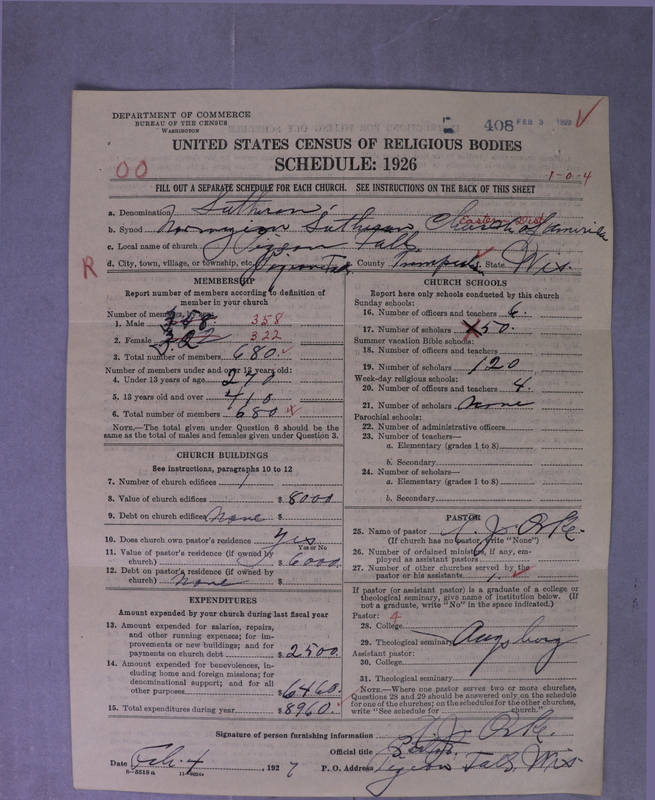 DEPARTMENT OF COMMERCE
BUREAU OF THE CENSUS
WASHINGTON
408 FEB 3
UNITED STATES CENSUS OF RELIGIOUS BODIES
SCHEDULE: 1926
00
1-0-4
FILL OUT A SEPARATE SCHEDULE FOR EACH CHURCH. SEE INSTRUCTIONS ON THE BACK OF THIS SHEET
a. Denomination Lutheran
b. Synod Norwegian Lutheran Church of America Eastern Dist
c. Local name of church Pigeon Falls
R
d. City, town, village, or township, etc. Pigeon Falls County State Wis.
MEMBERSHIP
Report number of members according to definition of member in your church
Number of members, by sex:
1. Male 358 358
2. Female 322 322
3. Total number of members 680
Number of members under and over 13 years old:
4. Under 13 years of age 270
5. 13 years old and over 410
6. Total number of members 680
NOTE.—The total given under Question 6 should be the
same as the total of males and females given under Question 3.
CHURCH BUILDINGS
See instructions, paragraphs 10 to 12
7. Number of church edifices 1
8. Value of church edifices $ 8000
9. Debt on church edifices None $
10. Does church own pastor's residence yes
Yes or No
11. Value of pastor's residence (if owned by
church) $ 6000
12. Debt on pastor's residence (if owned by
church) None $
EXPENDITURES
Amount expended by your church during last fiscal year
13. Amount expended for salaries, repairs,
and other running expenses; for im-
provements or new buildings; and for
payments on church debt $ 2500.
14. Amount expended for benevolences, in-
cluding home and foreign missions; for
denominational support; and for all
other purposes $ 6460.
15. Total expenditures during year $ 8960.
CHURCH SCHOOLS
Report here only schools conducted by this church
Sunday schools:
16. Number of officers and teachers 6.
17. Number of scholars 50.
Summer vacation Bible schools:
18. Number of officers and teachers
19. Number of scholars 120
Week-day religious schools:
20. Number of officers and teachers 4.
21. Number of scholars None
Parochial schools:
22. Number of administrative officers
23. Number of teachers—
a. Elementary (grades 1 to 8)
b. Secondary
24. Number of scholars—
a. Elementary (grades 1 to 8)
b. Secondary
PASTOR
25. Name of pastor
(If church has no pastor, write "None")
26. Number of ordained ministers, if any, em-
ployed as assistant pastors
27. Number of other churches served by the
pastor or his assistants 1.
If pastor (or assistant pastor) is a graduate of a college or
theological seminary, give name of institution below. (If
not a graduate, write "No" in the space indicated.)
Pastor: 4
28. College
29. Theological seminary Augsburg
Assistant pastor:
30. College
31. Theological seminary
NOTE.—Where one pastor serves two or more churches,
Questions 28 and 29 should be answered only on the schedule
for one of the churches; on the schedules for the other churches,
write "See schedule for church."
Signature of person furnishing information
Official title Pastor
Date Feb. 4, 1927 P. O. Address Pigeon Falls, Wis
8—5518 a